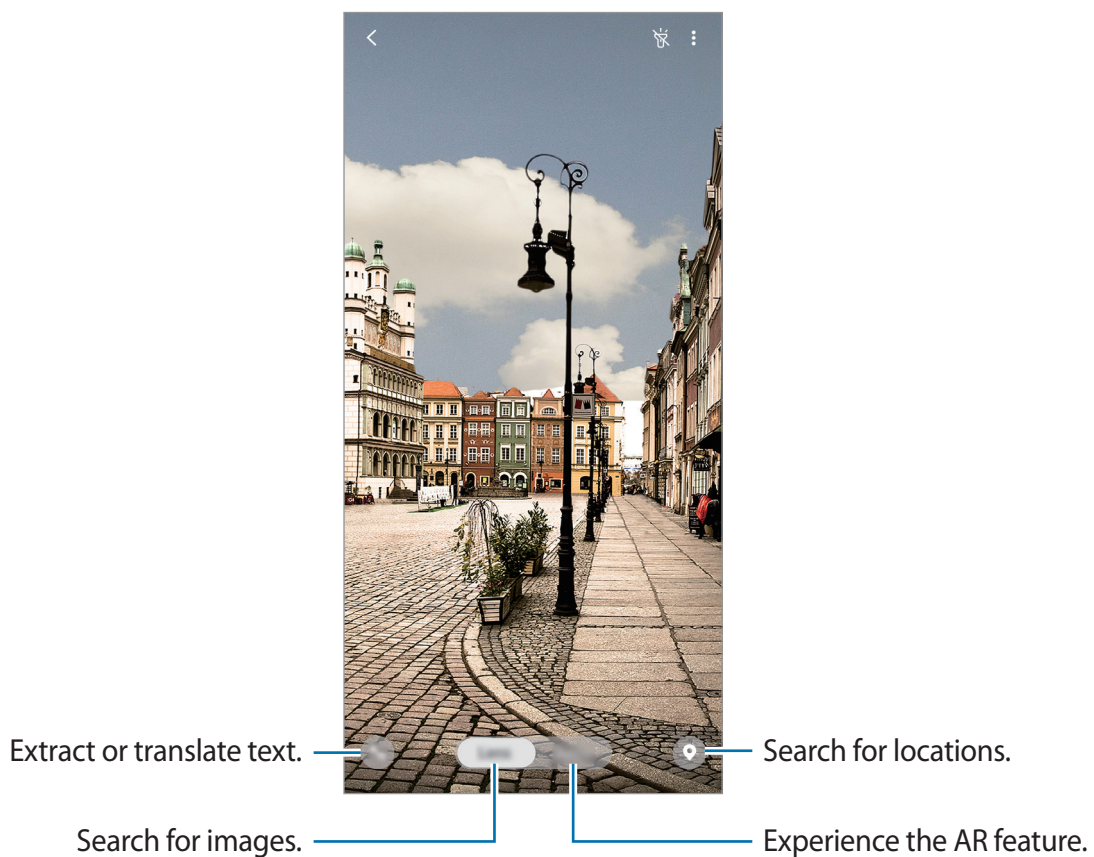 Extract or translate text.
Search for locations.
Search for images.
Experience the AR feature.